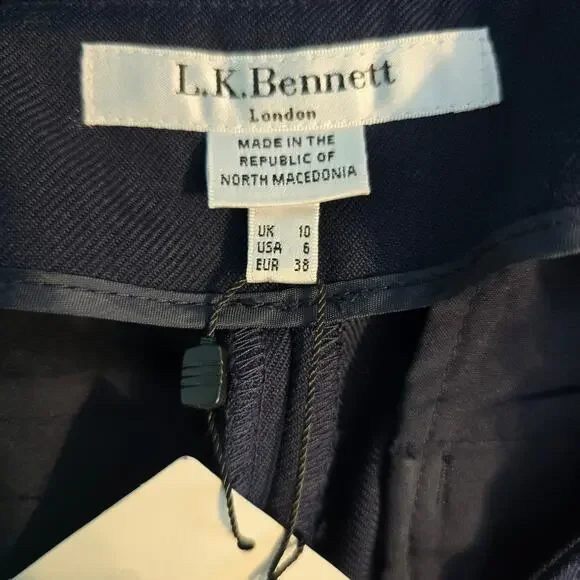 L.K.Bennett
London
MADE IN THE
REPUBLIC OF
NORTH MACEDONIA
UK 10
USA 6
EUR 38